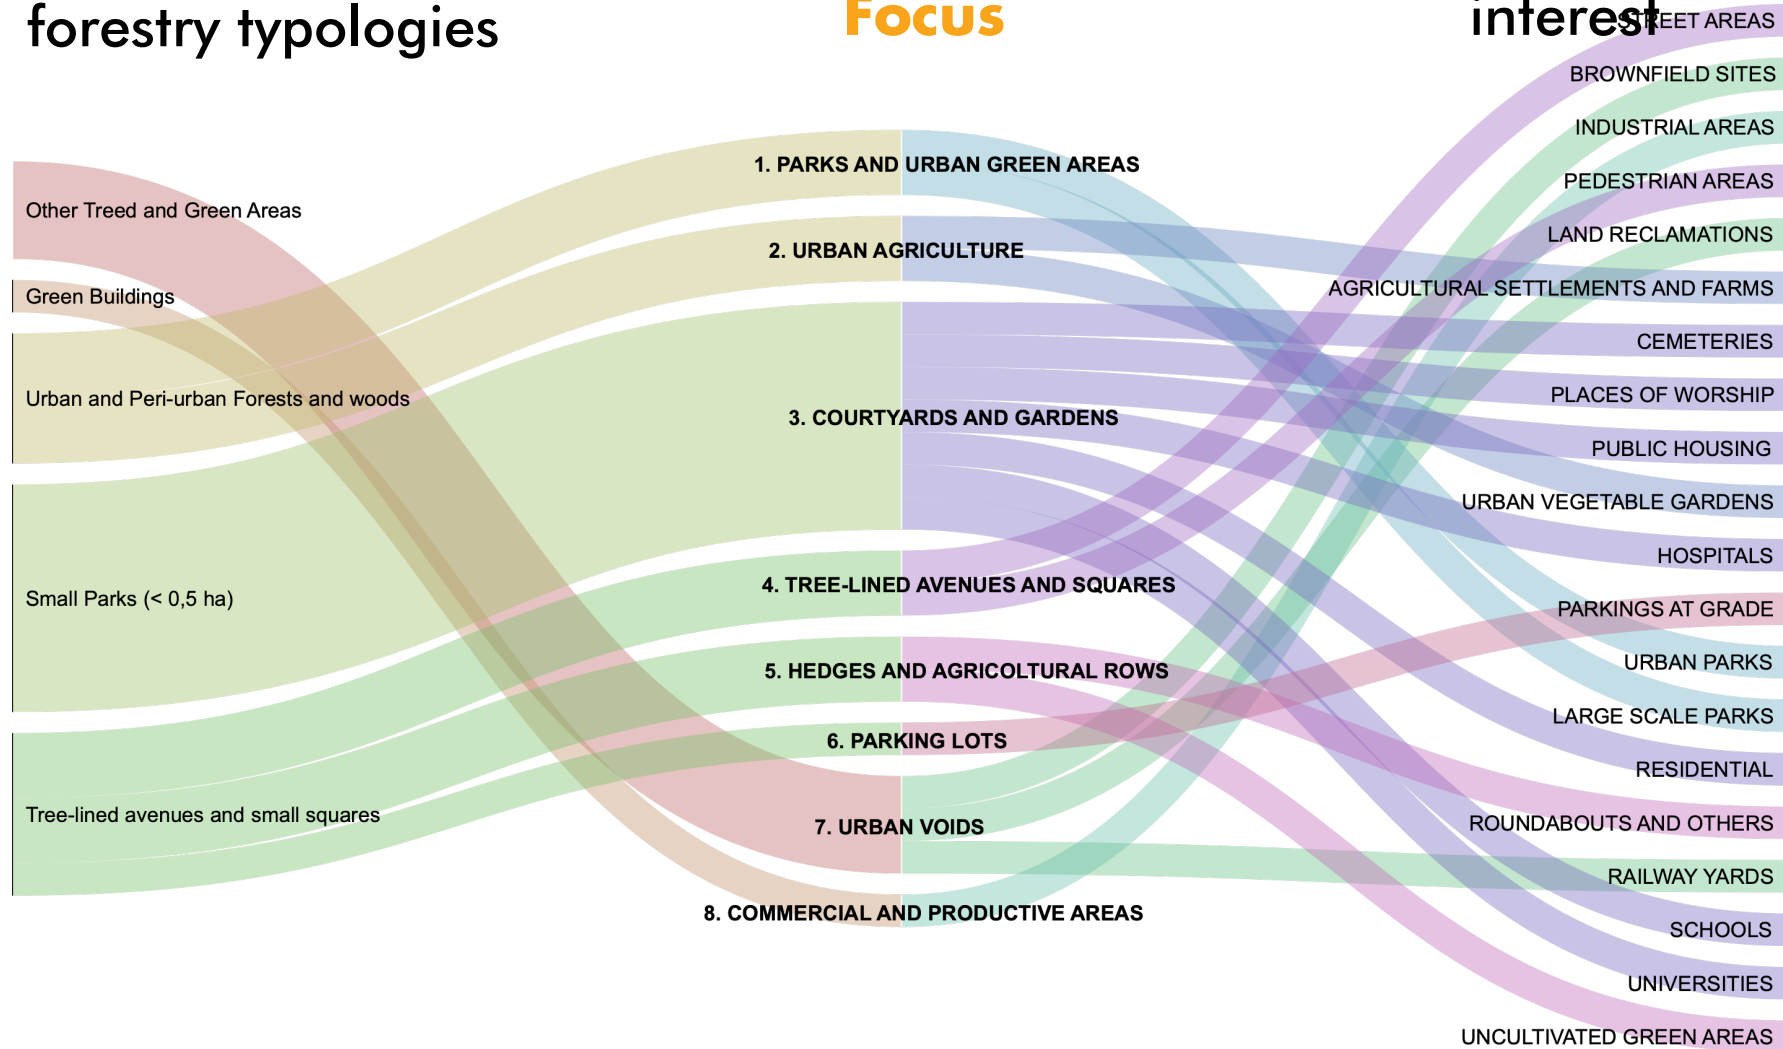 forestry typologies
Focus
interest
Other Treed and Green Areas
Green Buildings
Urban and Peri-urban Forests and woods
Small Parks (< 0,5 ha)
Tree-lined avenues and small squares
1. PARKS AND URBAN GREEN AREAS
2. URBAN AGRICULTURE
3. COURTYARDS AND GARDENS
4. TREE-LINED AVENUES AND SQUARES
5. HEDGES AND AGRICOLTURAL ROWS
6. PARKING LOTS
7. URBAN VOIDS
8. COMMERCIAL AND PRODUCTIVE AREAS
STREET AREAS
BROWNFIELD SITES
INDUSTRIAL AREAS
PEDESTRIAN AREAS
LAND RECLAMATIONS
AGRICULTURAL SETTLEMENTS AND FARMS
CEMETERIES
PLACES OF WORSHIP
PUBLIC HOUSING
URBAN VEGETABLE GARDENS
HOSPITALS
PARKINGS AT GRADE
URBAN PARKS
LARGE SCALE PARKS
RESIDENTIAL
ROUNDABOUTS AND OTHERS
RAILWAY YARDS
SCHOOLS
UNIVERSITIES
UNCULTIVATED GREEN AREAS